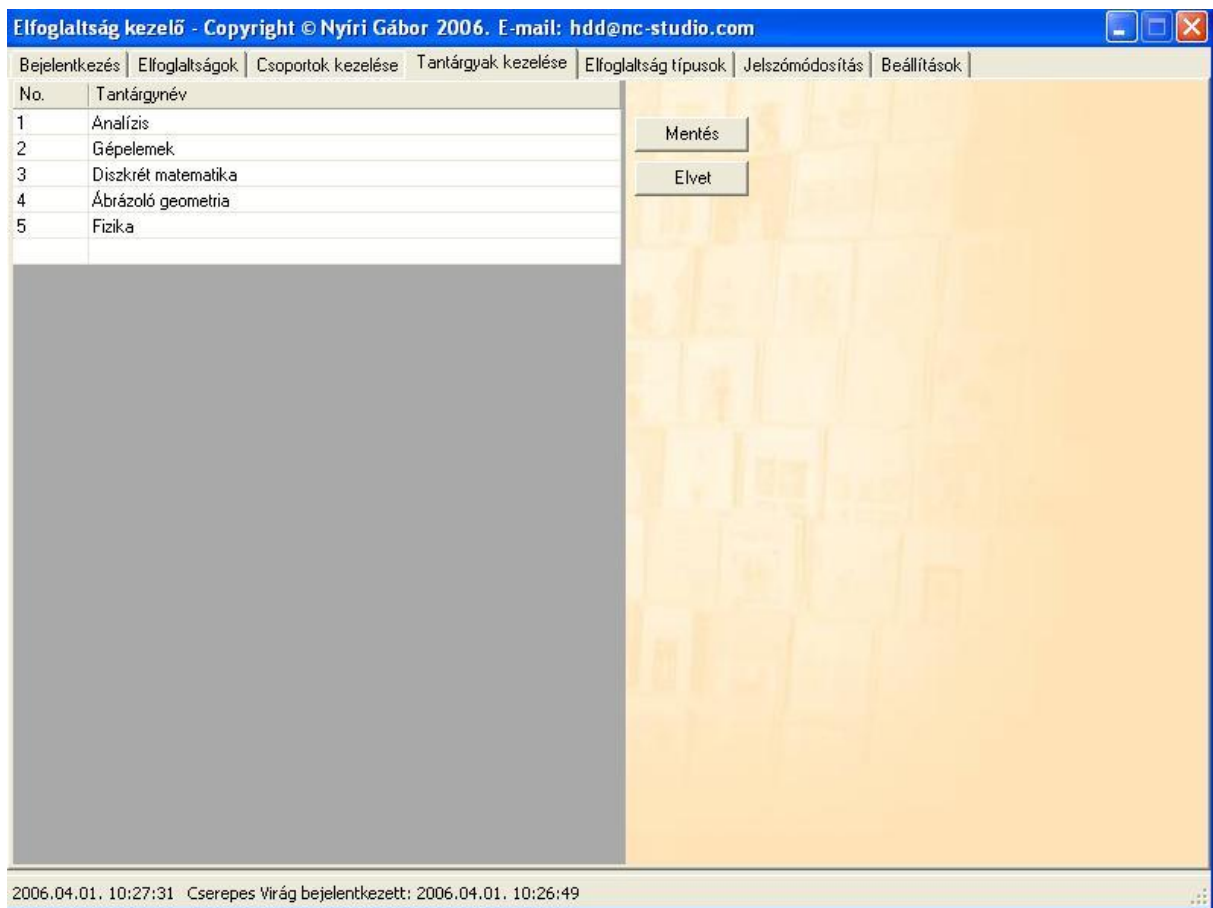 Elfoglaltság kezelő - Copyright © Nyíri Gábor 2006. E-mail: hdd@nc-studio.com
Bejelentkezés Elfoglaltságok Csoportok kezelése Tantárgyak kezelése Elfoglaltság típusok Jelszómódosítás Beállítások
No. Tantárgynév
1 Analízis
2 Gépelemek
3 Diszkrét matematika
4 Ábrázoló geometria
5 Fizika
Mentés
Elvet
2006.04.01. 10:27:31 Cserepes Virág bejelentkezett: 2006.04.01. 10:26:49